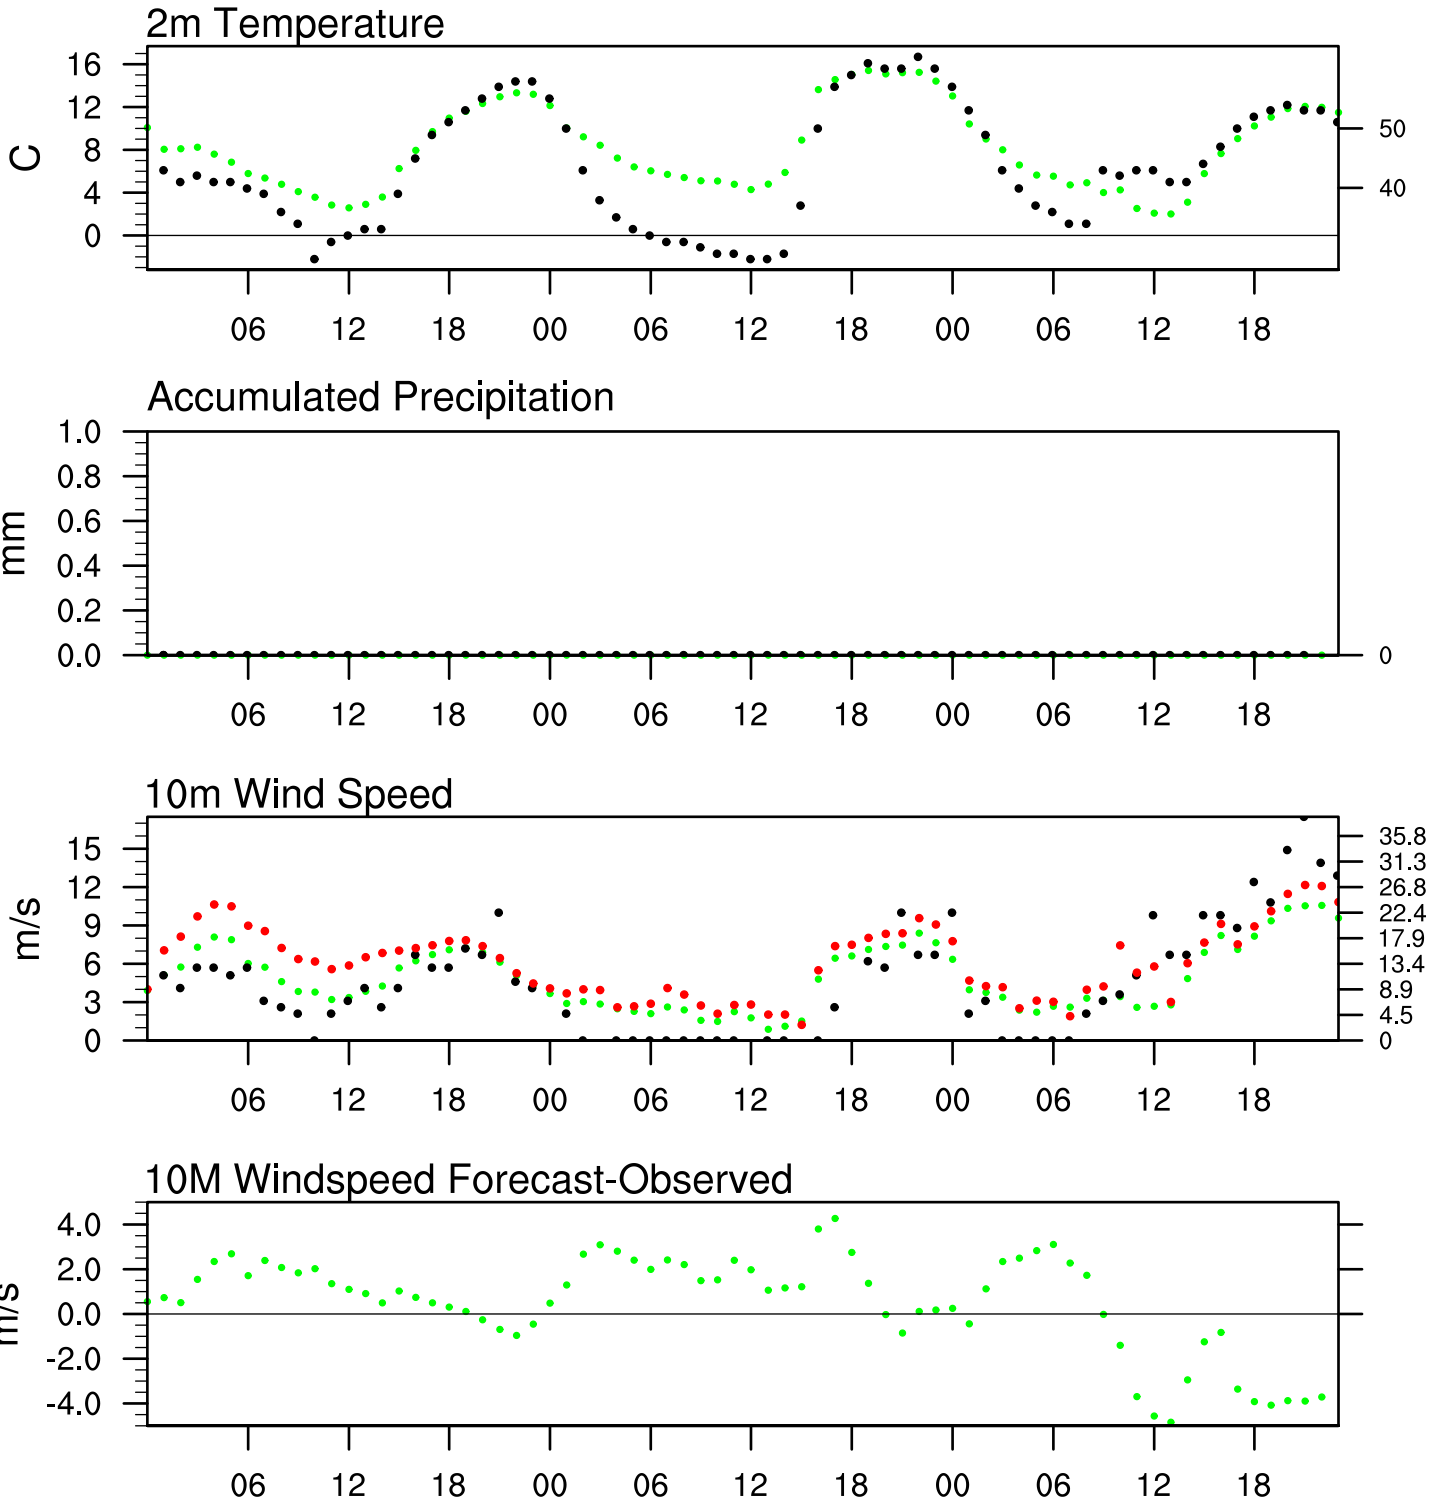 2m Temperature
16
12
8
4
0
C
50
40
06 12 18 00 06 12 18 00 06 12 18
Accumulated Precipitation
1.0
0.8
0.6
0.4
0.2
0.0
mm
0
06 12 18 00 06 12 18 00 06 12 18
10m Wind Speed
15
12
9
6
3
0
m/s
35.8
31.3
26.8
22.4
17.9
13.4
8.9
4.5
0
06 12 18 00 06 12 18 00 06 12 18
10M Windspeed Forecast-Observed
4.0
2.0
0.0
-2.0
-4.0
m/s
06 12 18 00 06 12 18 00 06 12 18